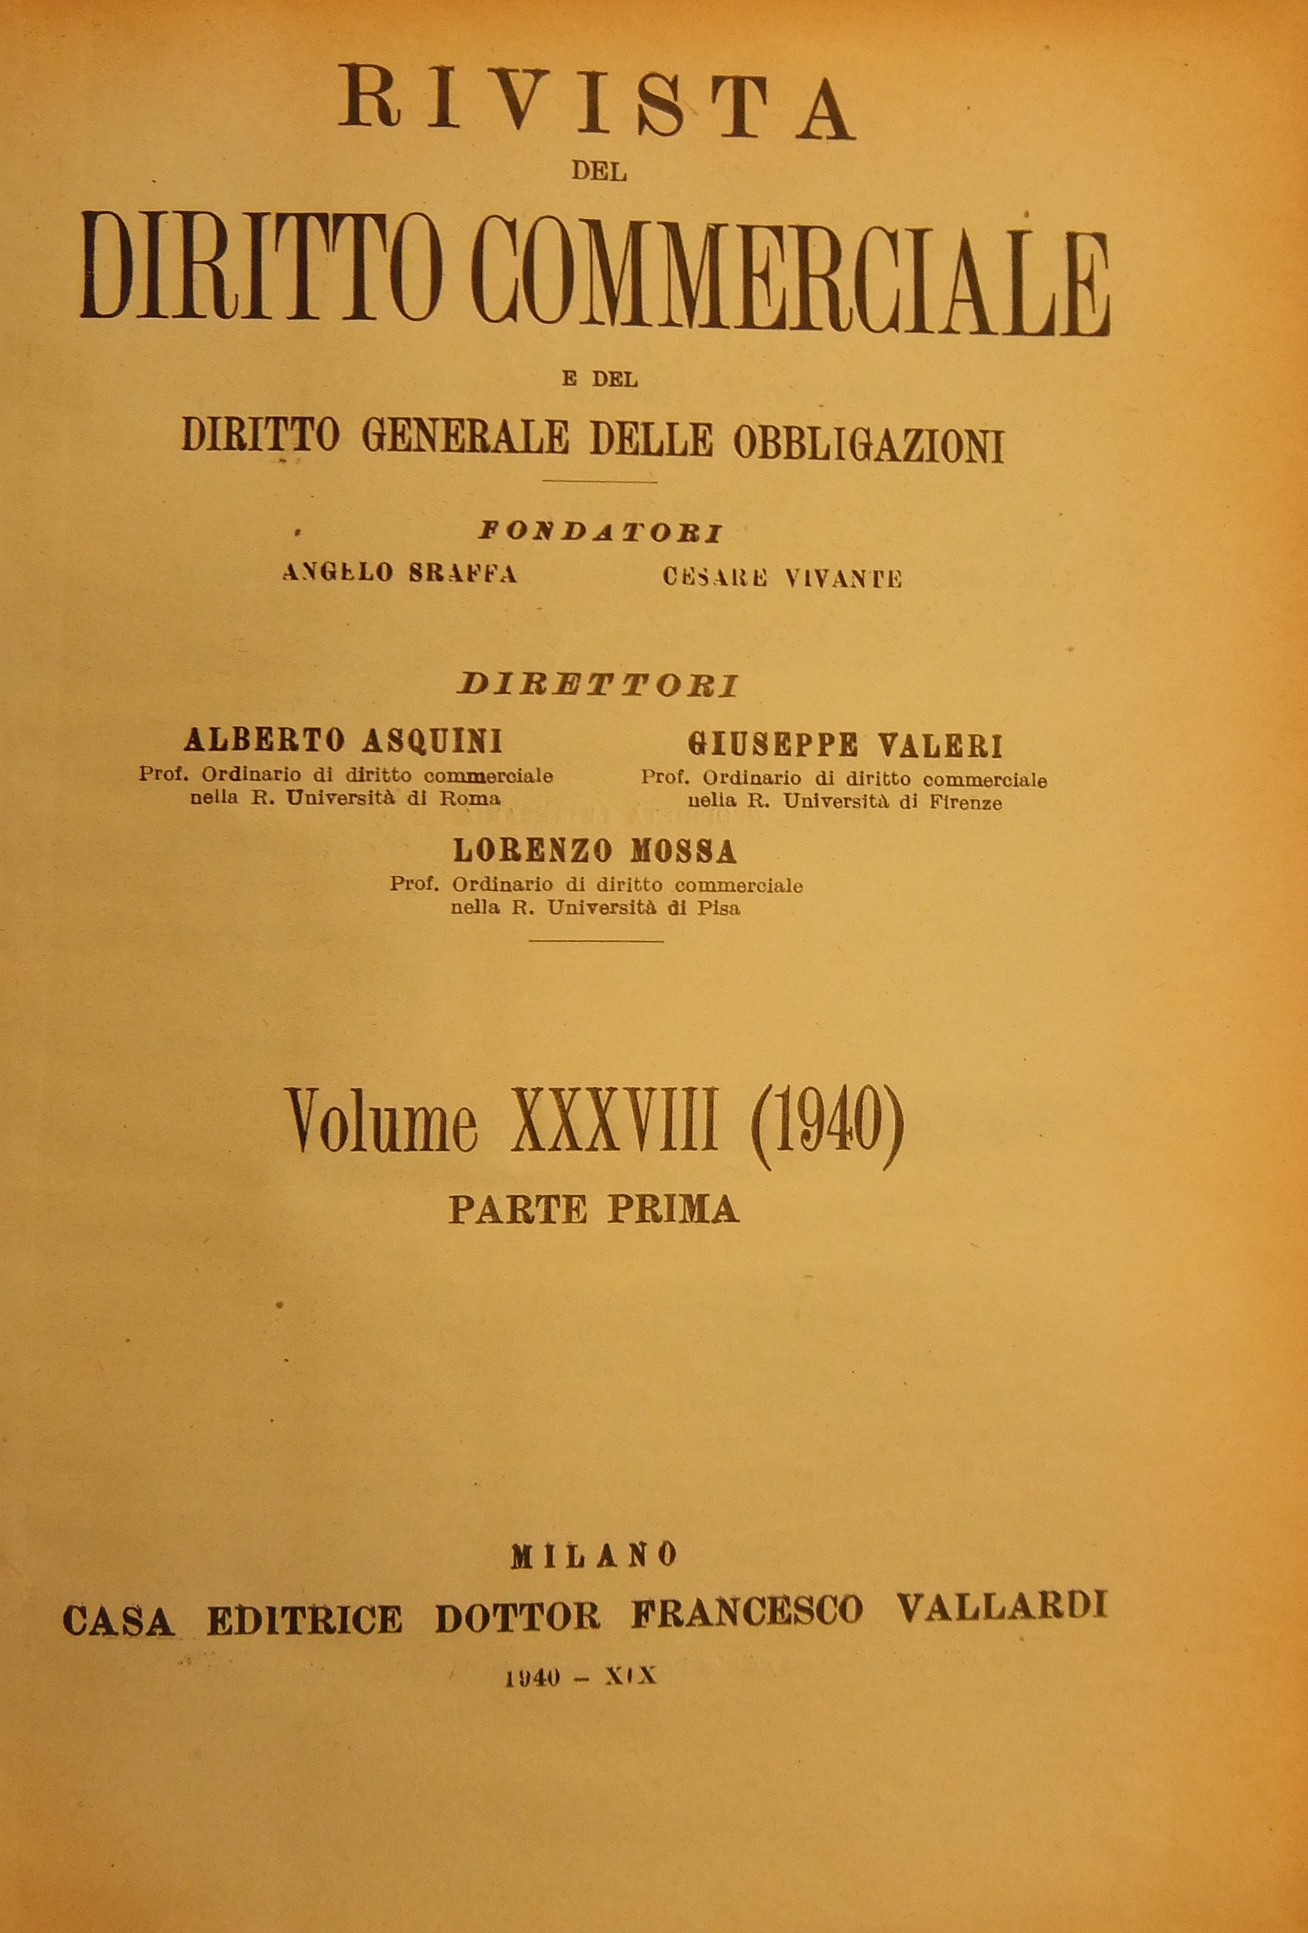 RIVISTA
DEL
DIRITTO COMMERCIALE
E DEL
DIRITTO GENERALE DELLE OBBLIGAZIONI
FONDATORI
ANGELO SRAFFA CESARE VIVANTE
DIRETTORI
ALBERTO ASQUINI GIUSEPPE VALERI
Prof. Ordinario di diritto commerciale Prof. Ordinario di diritto commerciale
nella R. Università di Roma nella R. Università di Firenze
LORENZO MOSSA
Prof. Ordinario di diritto commerciale
nella R. Università di Pisa
Volume XXXVIII (1940)
PARTE PRIMA
MILANO
CASA EDITRICE DOTTOR FRANCESCO VALLARDI
1940 – XIX